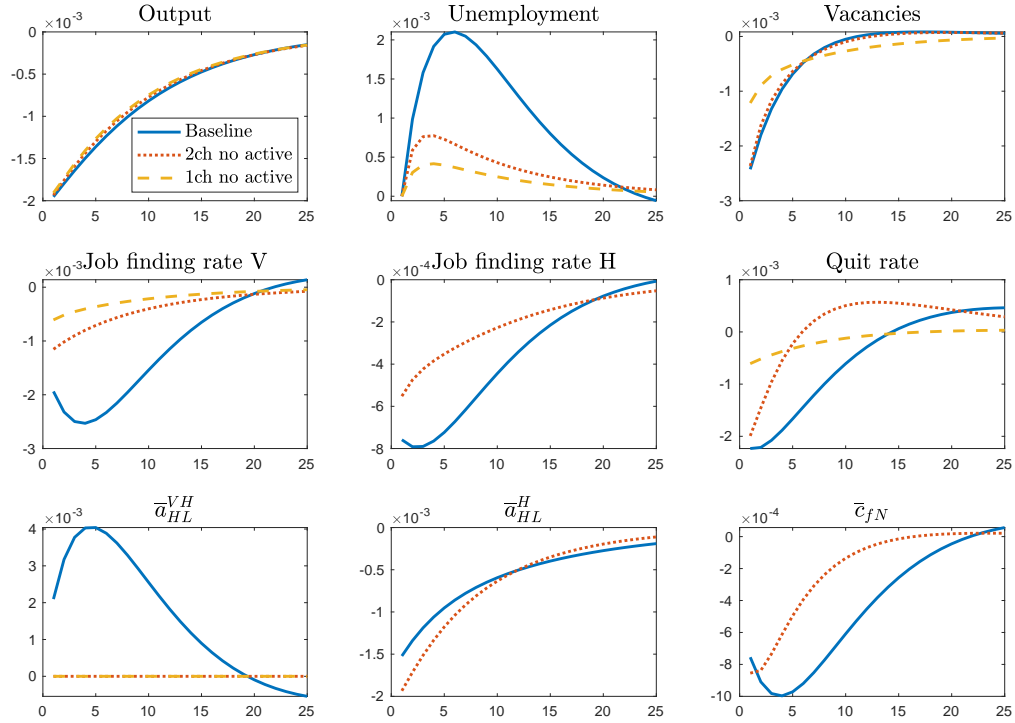 Output
×10-3
0
-0.5
-1
-1.5
-2
0 5 10 15 20 25
Baseline
2ch no active
1ch no active
Unemployment
×10-3
2
1.5
1
0.5
0
0 5 10 15 20 25
Vacancies
×10-3
0
-1
-2
-3
0 5 10 15 20 25
Job finding rate V
×10-3
0
-1
-2
-3
0 5 10 15 20 25
Job finding rate H
×10-4
-0
-2
-4
-6
-8
0 5 10 15 20 25
Quit rate
×10-3
1
0
-1
-2
0 5 10 15 20 25
a̅ VH HL
×10-3
4
3
2
1
0
0 5 10 15 20 25
a̅ H HL
×10-3
0
-0.5
-1
-1.5
-2
0 5 10 15 20 25
c̅ fN
×10-4
0
-2
-4
-6
-8
-10
0 5 10 15 20 25